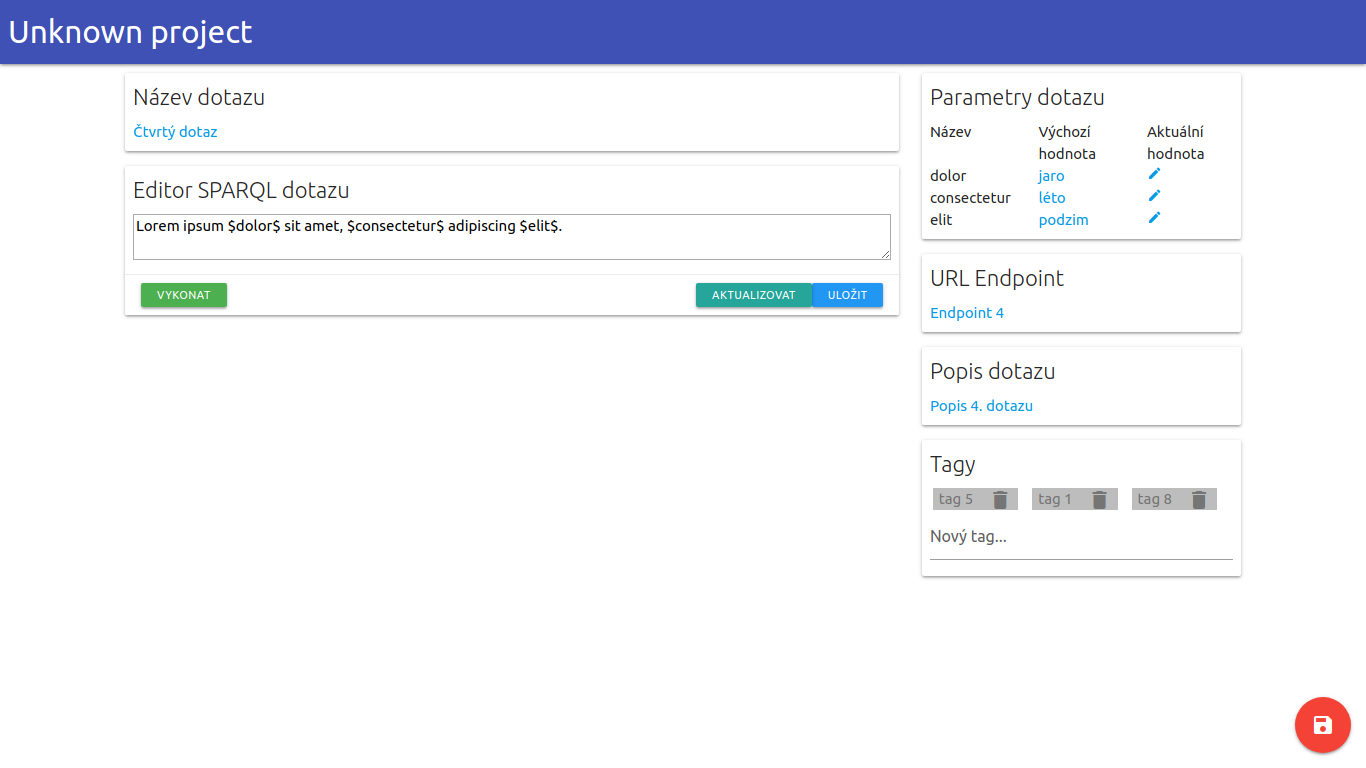 Unknown project
Název dotazu
Čtvrtý dotaz
Editor SPARQL dotazu
Lorem ipsum $dolor$ sit amet, $consectetur$ adipiscing $elit$.
VYKONAT AKTUALIZOVAT ULOŽIT
Parametry dotazu
Název Výchozí hodnota Aktuální hodnota
dolor jaro
consectetur léto
elit podzim
URL Endpoint
Endpoint 4
Popis dotazu
Popis 4. dotazu
Tagy
tag 5 tag 1 tag 8
Nový tag...